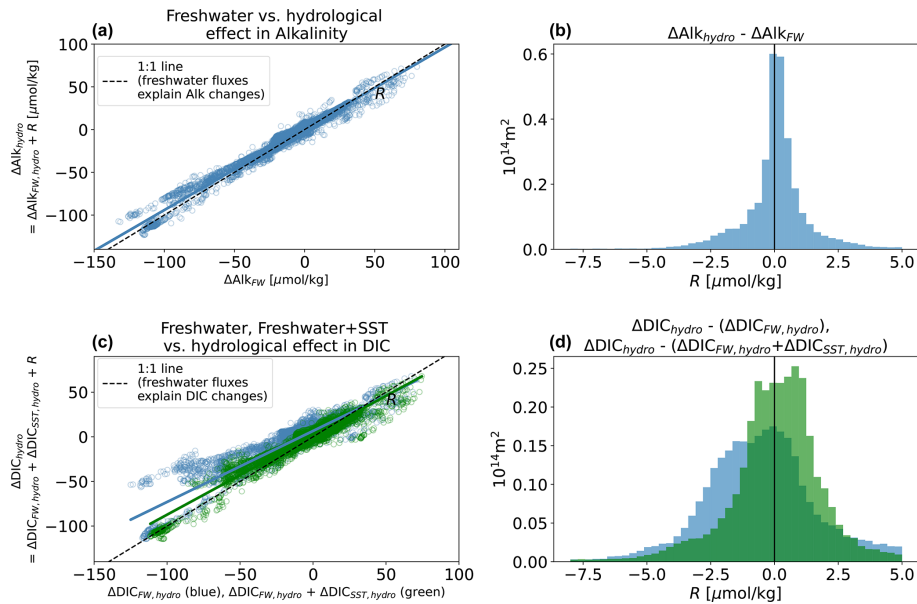 (a)
Freshwater vs. hydrological
effect in Alkalinity
ΔAlk_hydro
= ΔAlk_FW, hydro + R [μmol/kg]
100
50
0
−50
−100
1:1 line
(freshwater fluxes
explain Alk changes)
R
−150
−100
−50
0
50
100
ΔAlk_FW [μmol/kg]
(b)
ΔAlk_hydro - ΔAlk_FW
10^14m^2
0.6
0.4
0.2
0.0
−7.5
−5.0
−2.5
0.0
2.5
5.0
R [μmol/kg]
(c)
Freshwater, Freshwater+SST
vs. hydrological effect in DIC
ΔDIC_hydro
= ΔDIC_FW, hydro + ΔDIC_SST, hydro + R
100
50
0
−50
−100
1:1 line
(freshwater fluxes
explain DIC changes)
R
−150
−100
−50
0
50
100
ΔDIC_FW, hydro (blue), ΔDIC_FW, hydro + ΔDIC_SST, hydro (green)
(d)
ΔDIC_hydro - (ΔDIC_FW, hydro),
ΔDIC_hydro - (ΔDIC_FW, hydro+ΔDIC_SST, hydro)
10^14m^2
0.25
0.20
0.15
0.10
0.05
0.00
−7.5
−5.0
−2.5
0.0
2.5
5.0
R [μmol/kg]